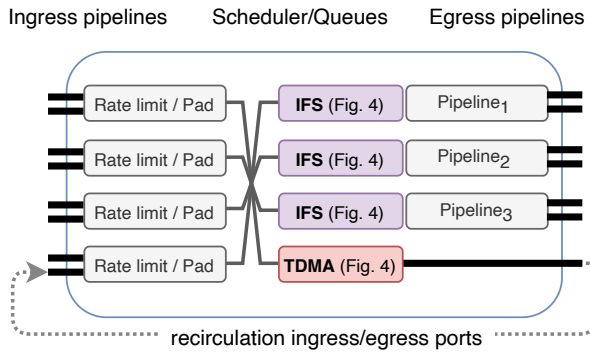 Ingress pipelines Scheduler/Queues Egress pipelines
Rate limit / Pad IFS (Fig. 4) Pipeline1
Rate limit / Pad IFS (Fig. 4) Pipeline2
Rate limit / Pad IFS (Fig. 4) Pipeline3
Rate limit / Pad TDMA (Fig. 4)
recirculation ingress/egress ports